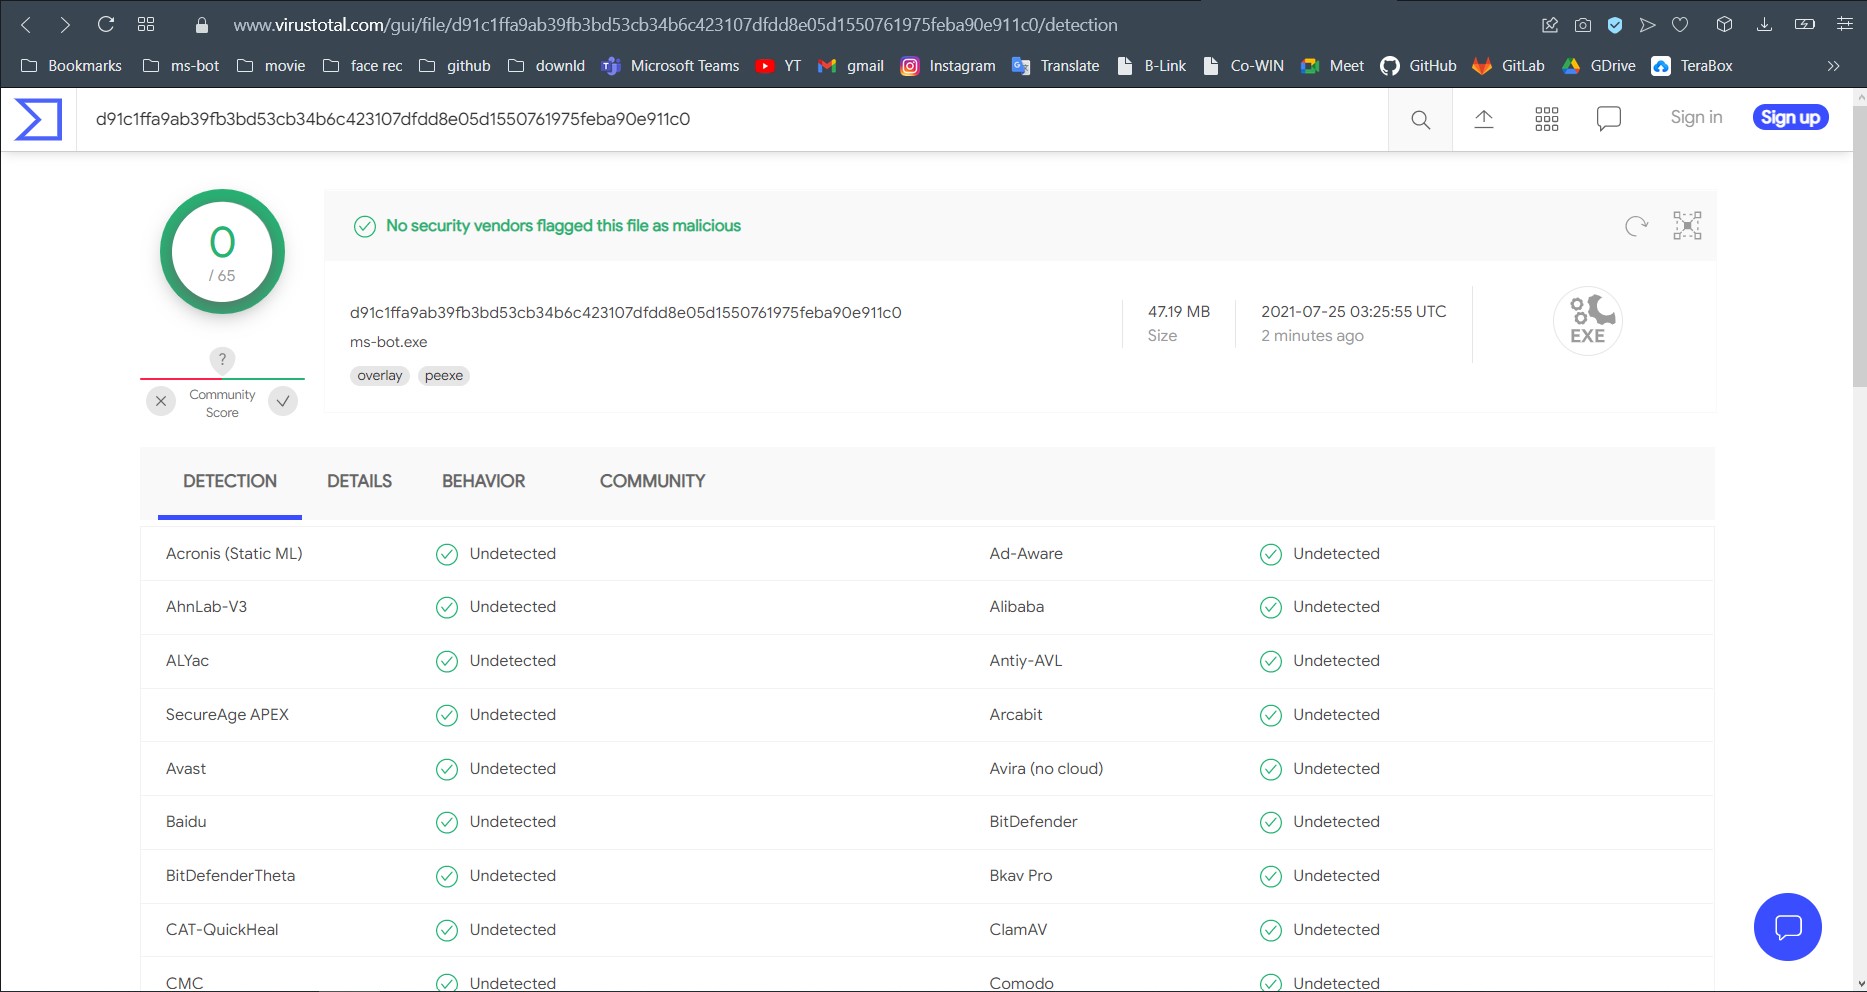 www.virustotal.com/gui/file/d91c1ffa9ab39fb3bd53cb34b6c423107dfdd8e05d1550761975feba90e911c0/detection
Bookmarks ms-bot movie face rec github downld Microsoft Teams YT gmail Instagram Translate B-Link Co-WIN Meet GitHub GitLab GDrive TeraBox
d91c1ffa9ab39fb3bd53cb34b6c423107dfdd8e05d1550761975feba90e911c0 Sign in Sign up
0
/ 65
No security vendors flagged this file as malicious
d91c1ffa9ab39fb3bd53cb34b6c423107dfdd8e05d1550761975feba90e911c0
ms-bot.exe
overlay peexe
47.19 MB
Size
2021-07-25 03:25:55 UTC
2 minutes ago
EXE
?
Community
Score
DETECTION DETAILS BEHAVIOR COMMUNITY
Acronis (Static ML) Undetected Ad-Aware Undetected
AhnLab-V3 Undetected Alibaba Undetected
ALYac Undetected Antiy-AVL Undetected
SecureAge APEX Undetected Arcabit Undetected
Avast Undetected Avira (no cloud) Undetected
Baidu Undetected BitDefender Undetected
BitDefenderTheta Undetected Bkav Pro Undetected
CAT-QuickHeal Undetected ClamAV Undetected
CMC Undetected Comodo Undetected